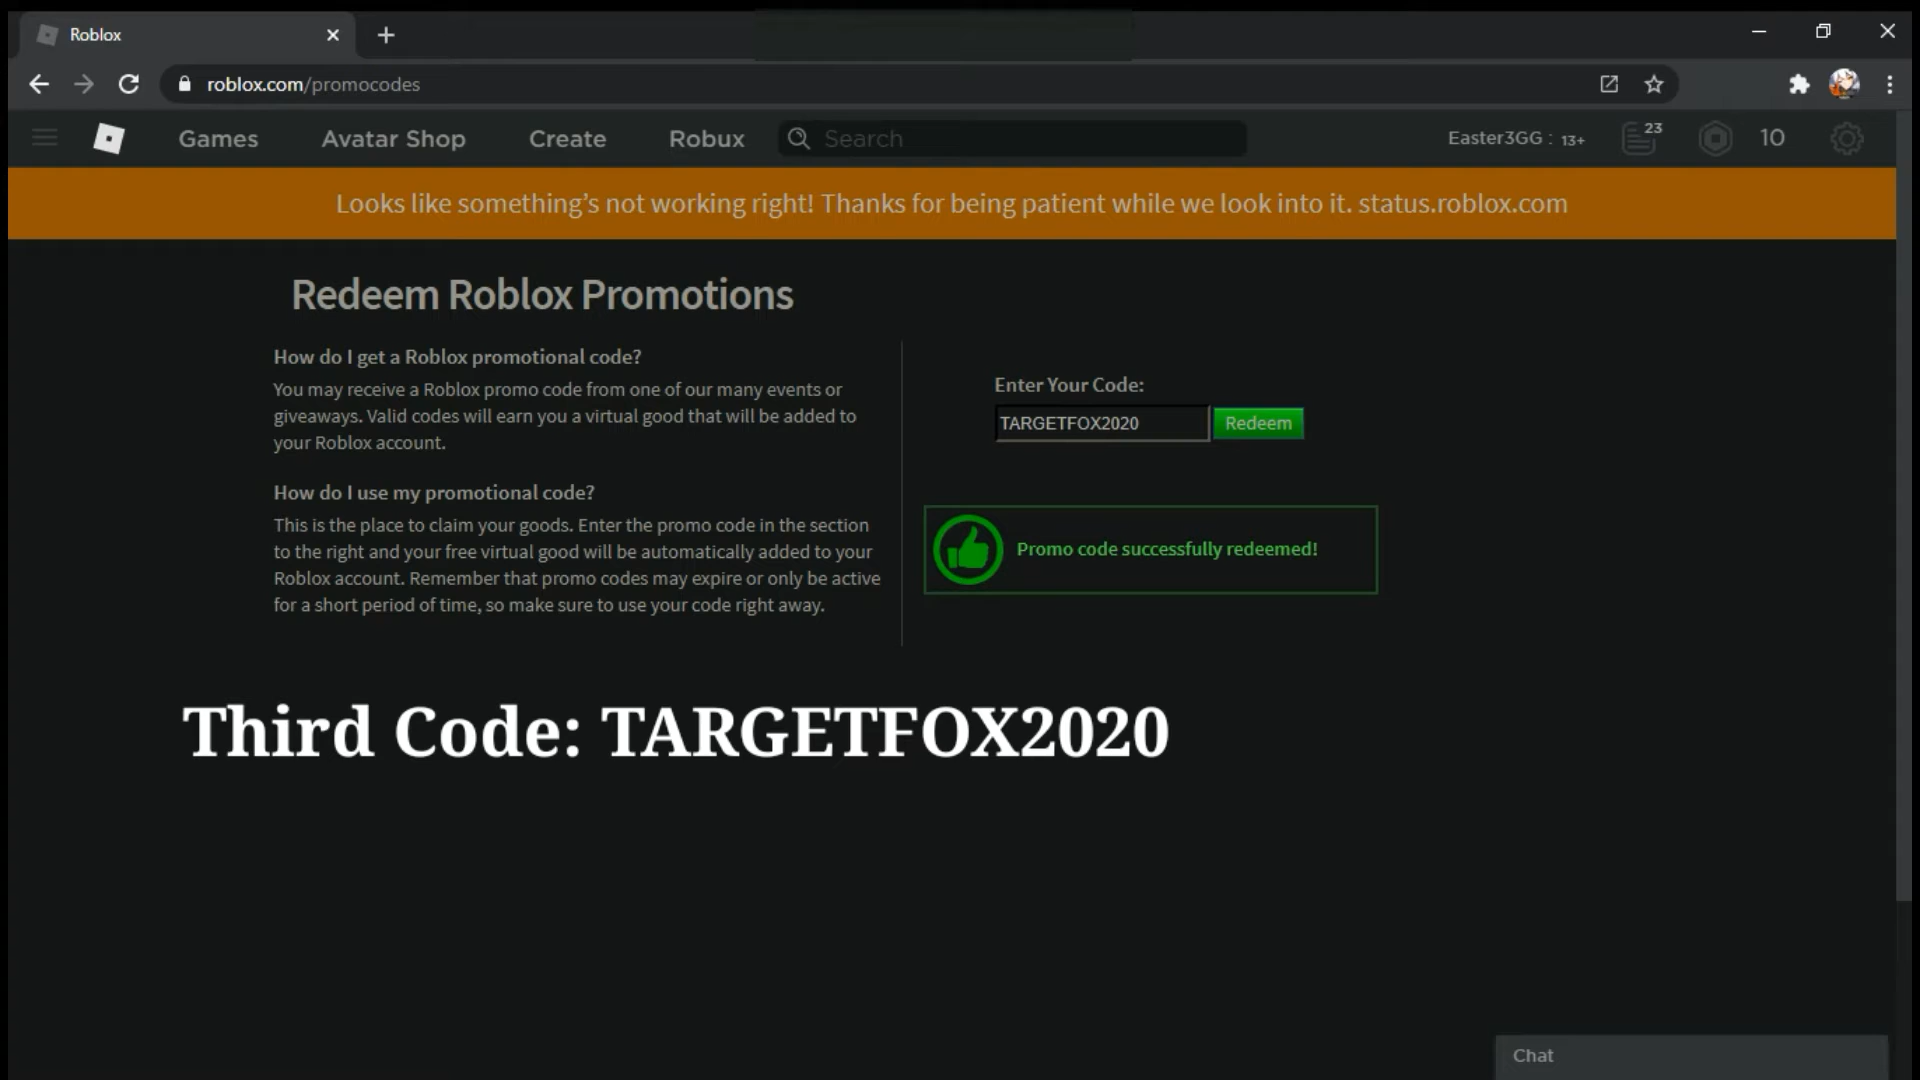 Roblox
roblox.com/promocodes
Games
Avatar Shop
Create
Robux
Search
Easter3GG : 13+
23
10
Looks like something's not working right! Thanks for being patient while we look into it. status.roblox.com
Redeem Roblox Promotions
How do I get a Roblox promotional code?
You may receive a Roblox promo code from one of our many events or
giveaways. Valid codes will earn you a virtual good that will be added to
your Roblox account.
How do I use my promotional code?
This is the place to claim your goods. Enter the promo code in the section
to the right and your free virtual good will be automatically added to your
Roblox account. Remember that promo codes may expire or only be active
for a short period of time, so make sure to use your code right away.
Enter Your Code:
TARGETFOX2020
Redeem
Promo code successfully redeemed!
Third Code: TARGETFOX2020
Chat